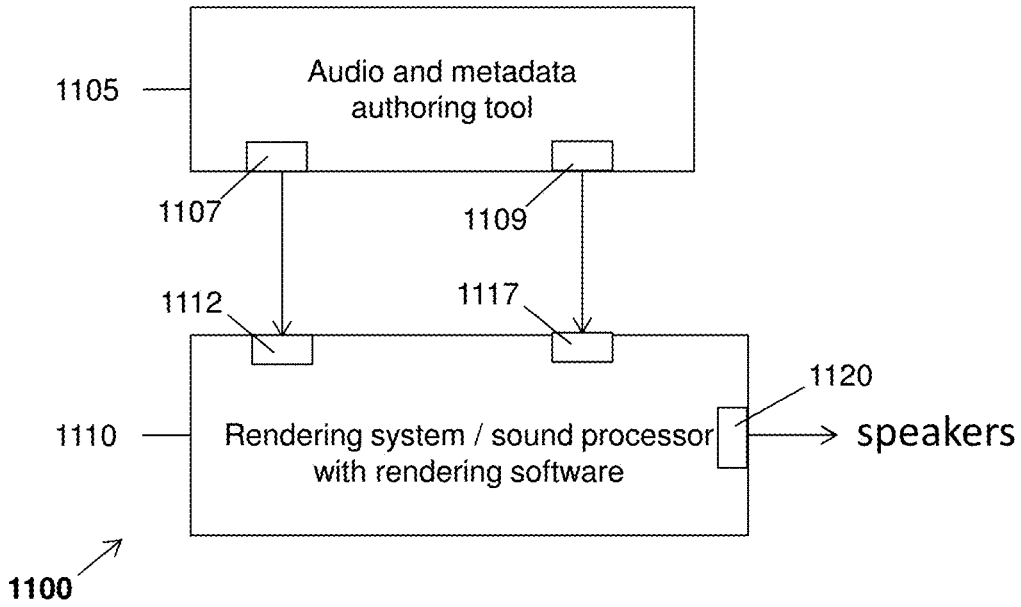 Audio and metadata
authoring tool
1105
1107
1109
1112
1117
1120
1110
Rendering system / sound processor
with rendering software
speakers
1100